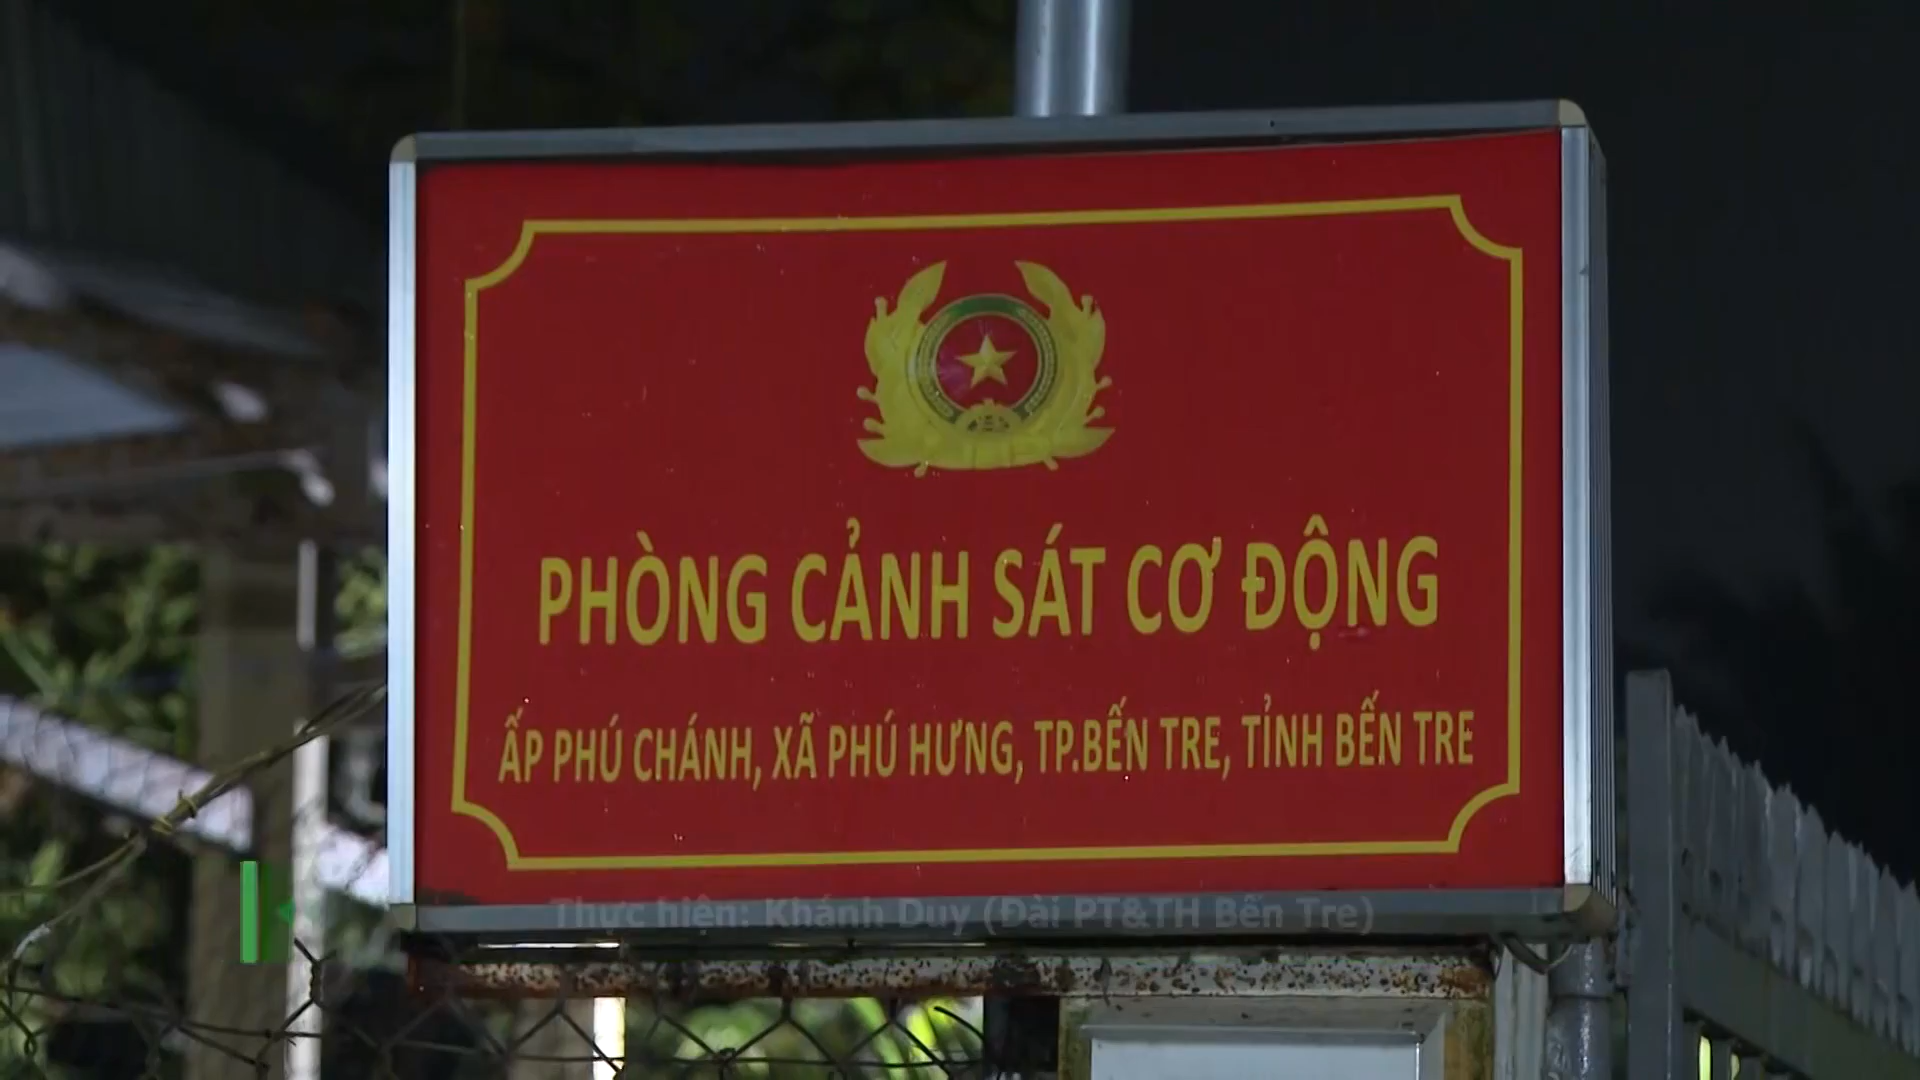 PHÒNG CẢNH SÁT CƠ ĐỘNG
ẤP PHÚ CHÁNH, XÃ PHÚ HƯNG, TP.BẾN TRE, TỈNH BẾN TRE
Thực hiện: Khánh Duy (Đài PT&TH Bến Tre)